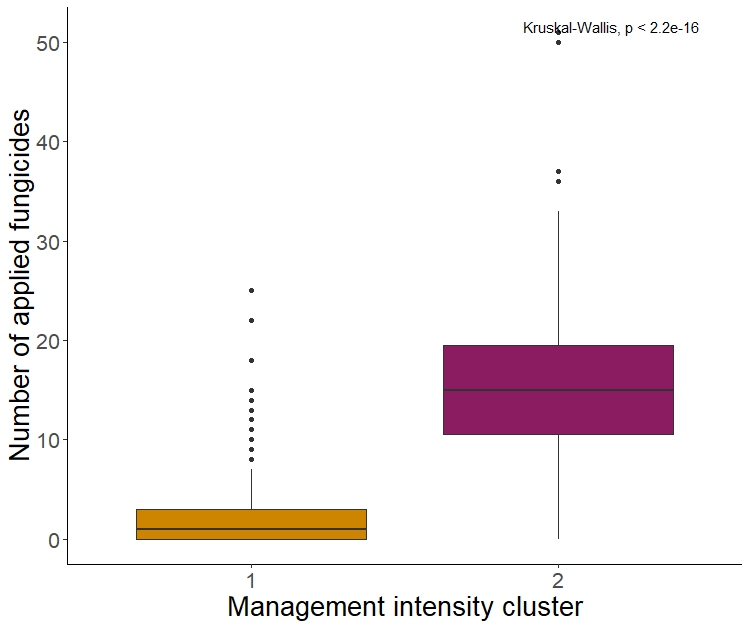 Kruskal-Wallis, p < 2.2e-16
Number of applied fungicides
50
40
30
20
10
0
1
2
Management intensity cluster